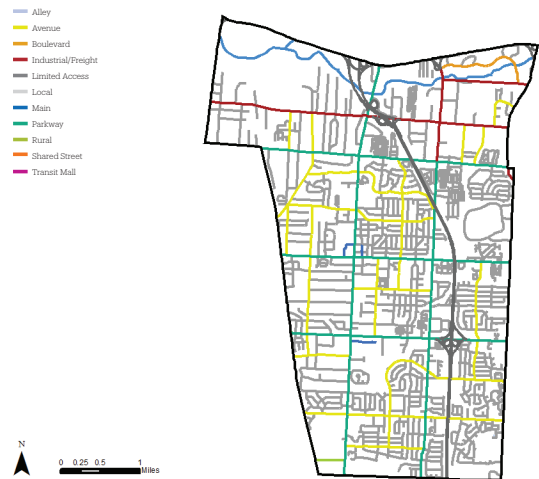 Alley
Avenue
Boulevard
Industrial/Freight
Limited Access
Local
Main
Parkway
Rural
Shared Street
Transit Mall
N
0 0.25 0.5 1
Miles